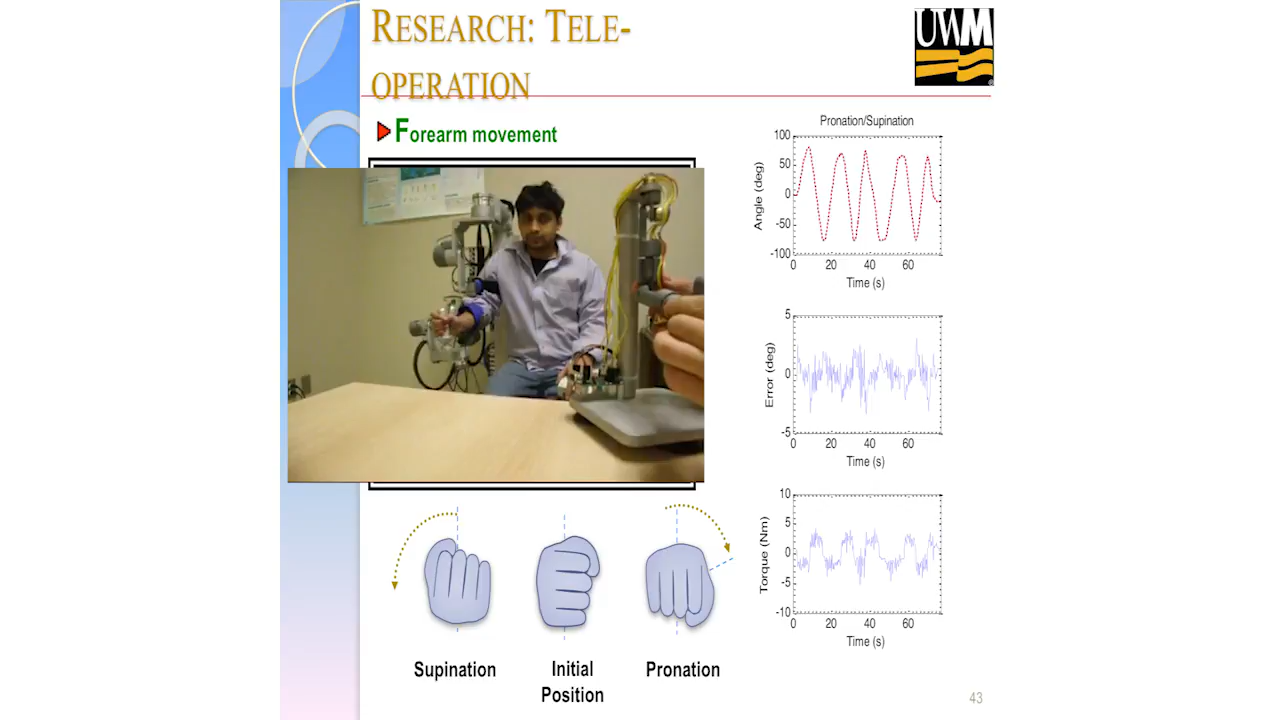 RESEARCH: TELE-
OPERATION
UWM
®
Forearm movement
Pronation/Supination
100
50
0
-50
-100
Angle (deg)
0 20 40 60
Time (s)
5
0
-5
Error (deg)
0 20 40 60
Time (s)
10
5
0
-5
-10
Torque (Nm)
0 20 40 60
Time (s)
Supination
Initial
Position
Pronation
43